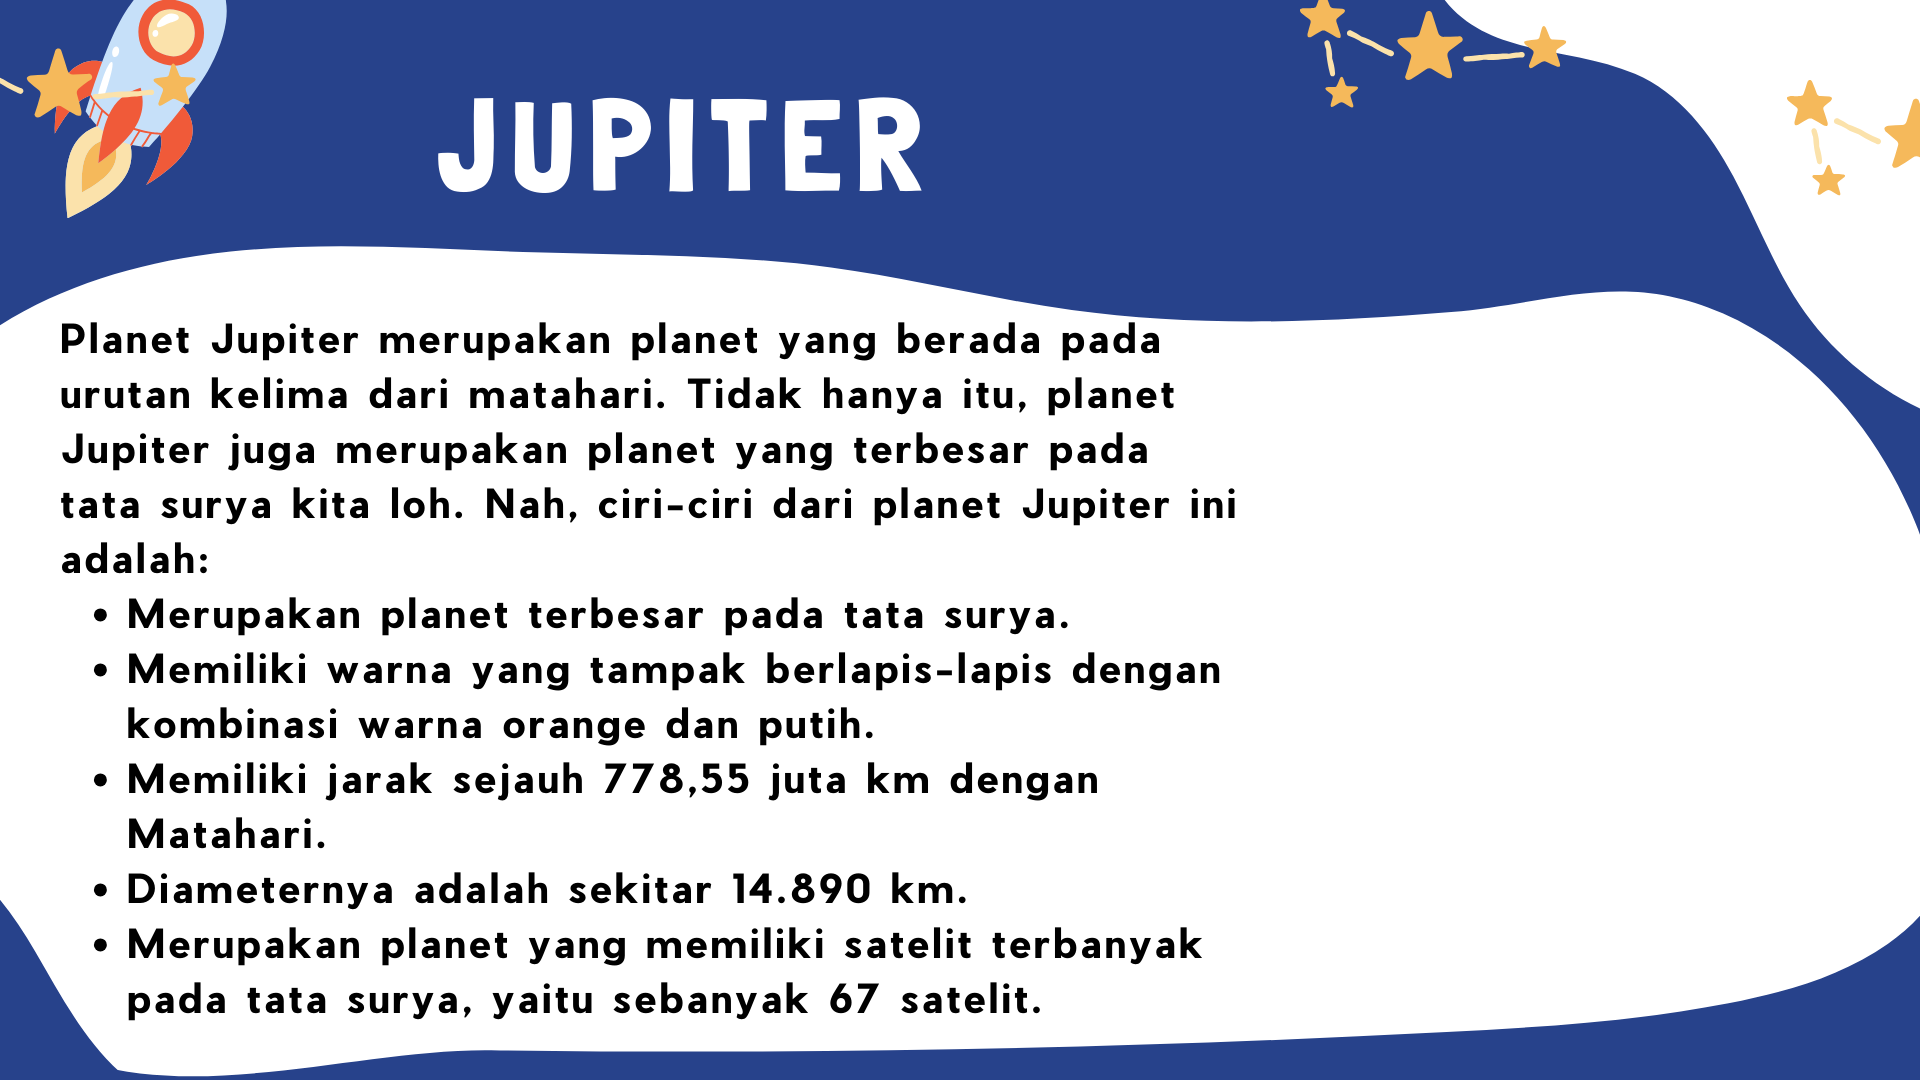 JUPITER
Planet Jupiter merupakan planet yang berada pada
urutan kelima dari matahari. Tidak hanya itu, planet
Jupiter juga merupakan planet yang terbesar pada
tata surya kita loh. Nah, ciri-ciri dari planet Jupiter ini
adalah:
• Merupakan planet terbesar pada tata surya.
• Memiliki warna yang tampak berlapis-lapis dengan
kombinasi warna orange dan putih.
• Memiliki jarak sejauh 778,55 juta km dengan
Matahari.
• Diameternya adalah sekitar 14.890 km.
• Merupakan planet yang memiliki satelit terbanyak
pada tata surya, yaitu sebanyak 67 satelit.